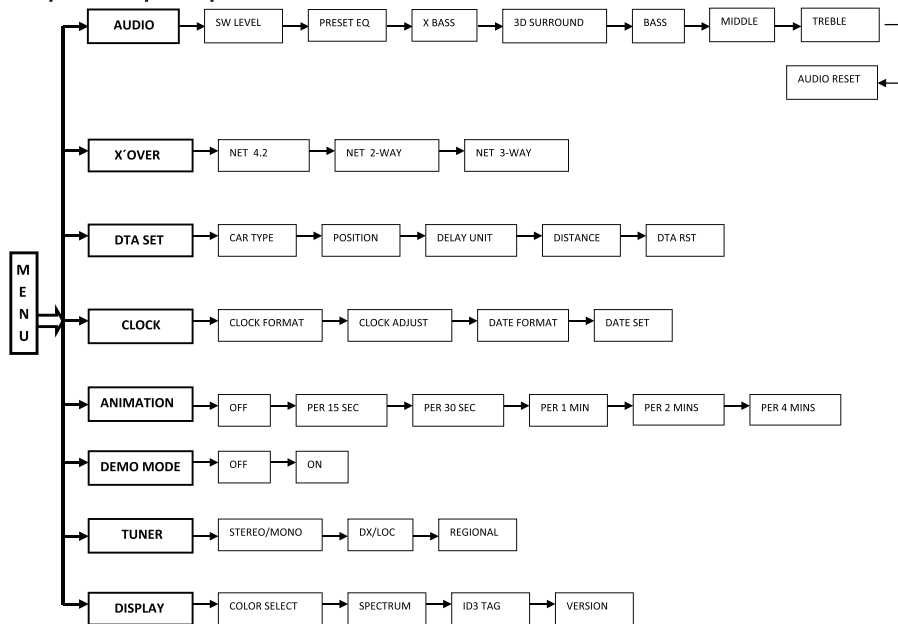 AUDIO SW LEVEL PRESET EQ X BASS 3D SURROUND BASS MIDDLE TREBLE
AUDIO RESET
X´OVER NET 4.2 NET 2-WAY NET 3-WAY
DTA SET CAR TYPE POSITION DELAY UNIT DISTANCE DTA RST
MENU
CLOCK CLOCK FORMAT CLOCK ADJUST DATE FORMAT DATE SET
ANIMATION OFF PER 15 SEC PER 30 SEC PER 1 MIN PER 2 MINS PER 4 MINS
DEMO MODE OFF ON
TUNER STEREO/MONO DX/LOC REGIONAL
DISPLAY COLOR SELECT SPECTRUM ID3 TAG VERSION